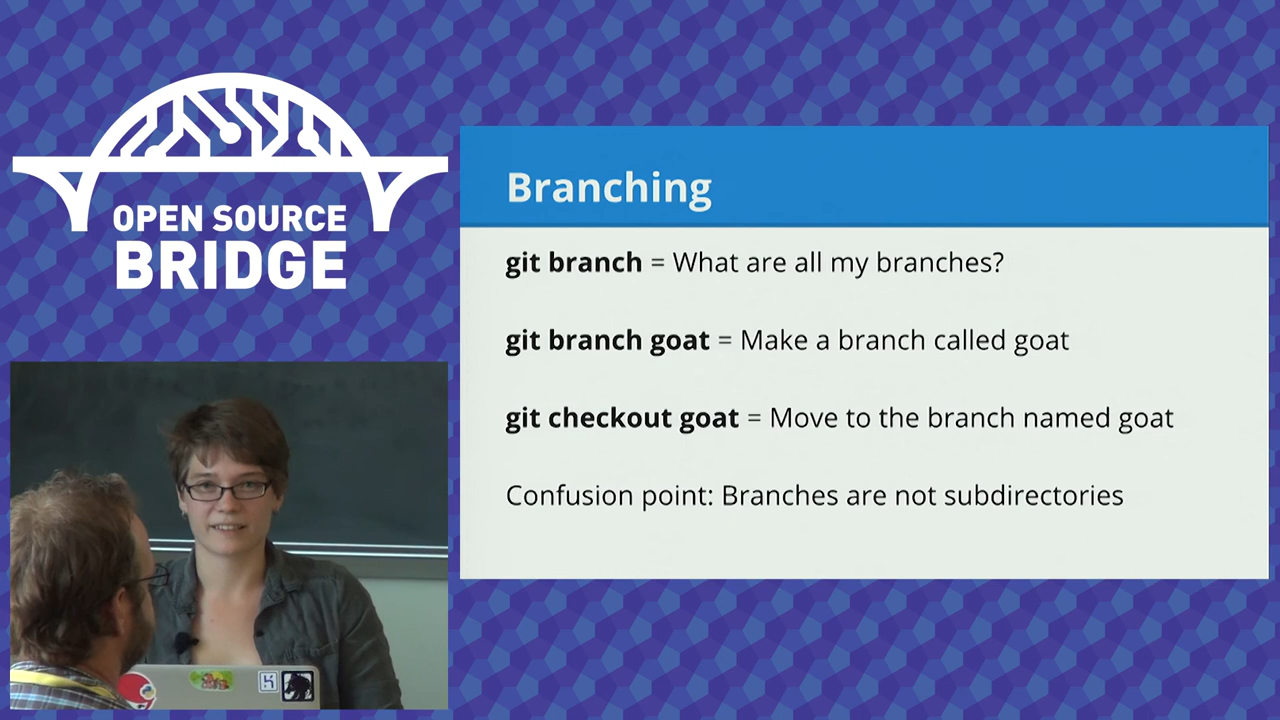 OPEN SOURCE
BRIDGE
Branching
git branch = What are all my branches?
git branch goat = Make a branch called goat
git checkout goat = Move to the branch named goat
Confusion point: Branches are not subdirectories